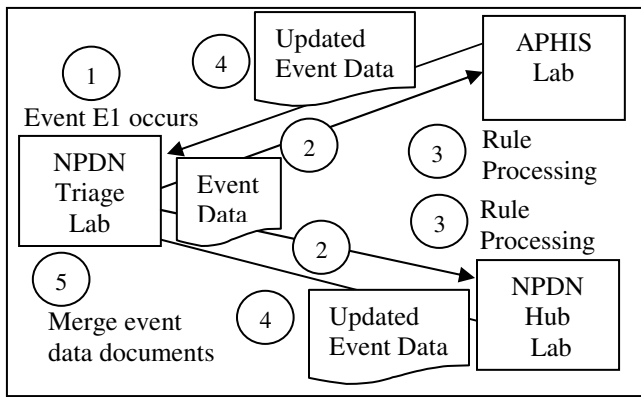 1
Event E1 occurs
NPDN
Triage
Lab
4
Updated
Event Data
APHIS
Lab
2
Event
Data
3
Rule
Processing
3
Rule
Processing
2
5
Merge event
data documents
4
Updated
Event Data
NPDN
Hub
Lab